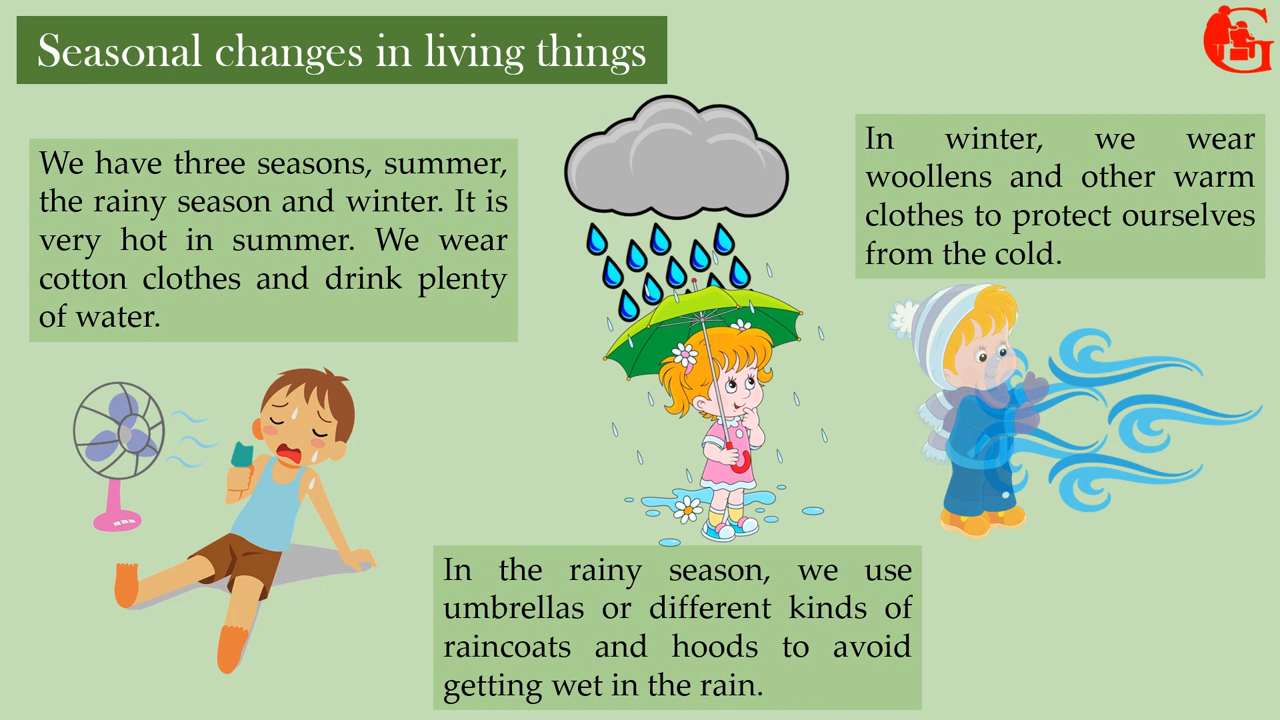 Seasonal changes in living things
We have three seasons, summer,
the rainy season and winter. It is
very hot in summer. We wear
cotton clothes and drink plenty
of water.
In winter, we wear
woollens and other warm
clothes to protect ourselves
from the cold.
In the rainy season, we use
umbrellas or different kinds of
raincoats and hoods to avoid
getting wet in the rain.